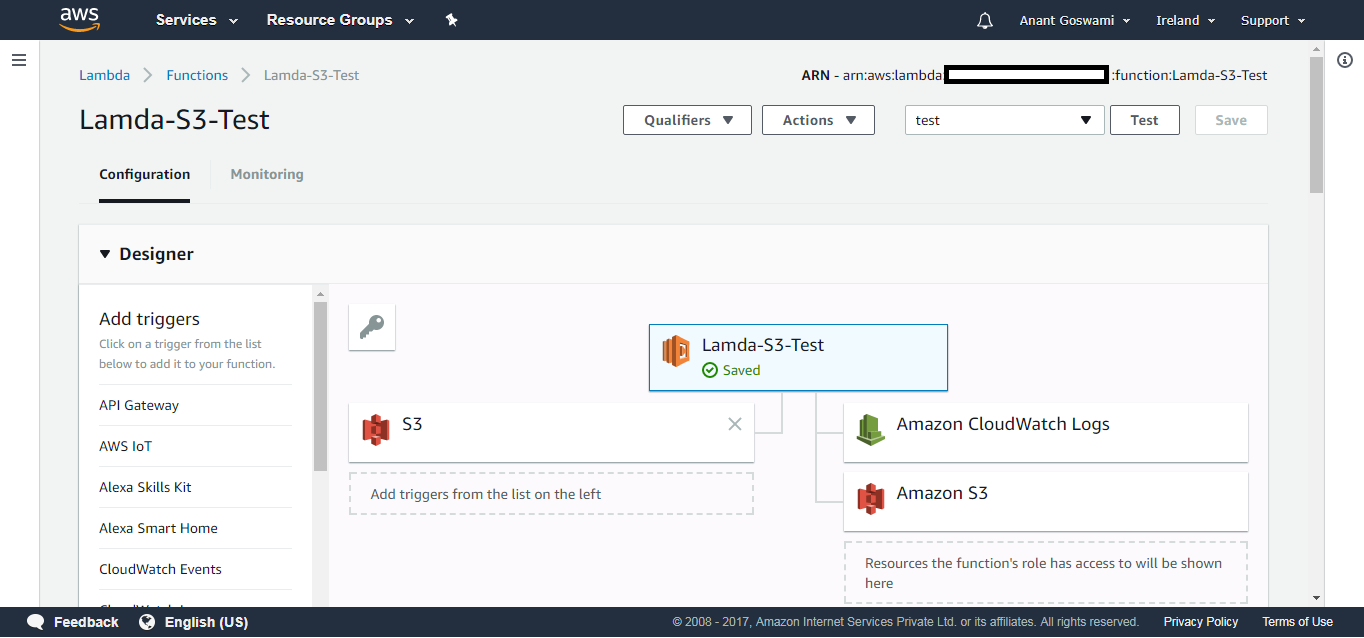 aws Services Resource Groups Anant Goswami Ireland Support
Lambda Functions Lamda-S3-Test ARN - arn:aws:lambda: :function:Lamda-S3-Test
Lamda-S3-Test Qualifiers Actions test Test Save
Configuration Monitoring
Designer
Add triggers
Click on a trigger from the list
below to add it to your function.
API Gateway
AWS IoT
Alexa Skills Kit
Alexa Smart Home
CloudWatch Events
Lamda-S3-Test
Saved
S3
Add triggers from the list on the left
Amazon CloudWatch Logs
Amazon S3
Resources the function's role has access to will be shown
here
Feedback English (US) © 2008 - 2017, Amazon Internet Services Private Ltd. or its affiliates. All rights reserved. Privacy Policy Terms of Use